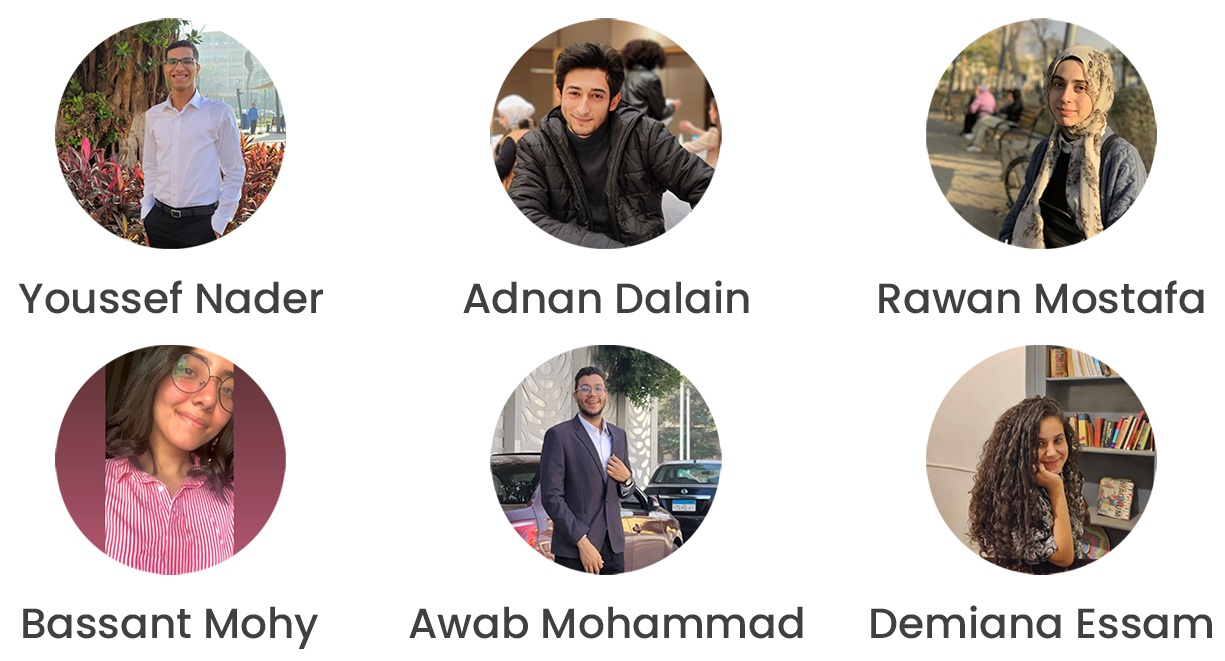 Youssef Nader
Adnan Dalain
Rawan Mostafa
Bassant Mohy
Awab Mohammad
Demiana Essam